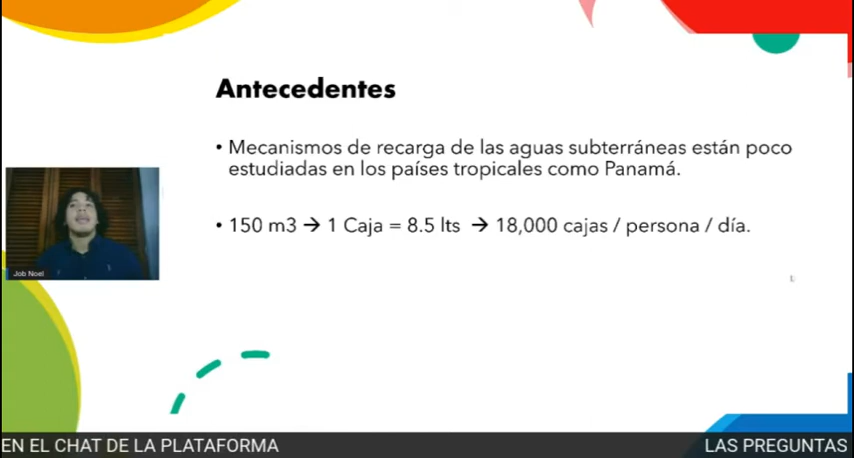 Antecedentes
• Mecanismos de recarga de las aguas subterráneas están poco
estudiadas en los países tropicales como Panamá.
• 150 m3 → 1 Caja = 8.5 lts → 18,000 cajas / persona / día.
Job Noel
EN EL CHAT DE LA PLATAFORMA
LAS PREGUNTAS